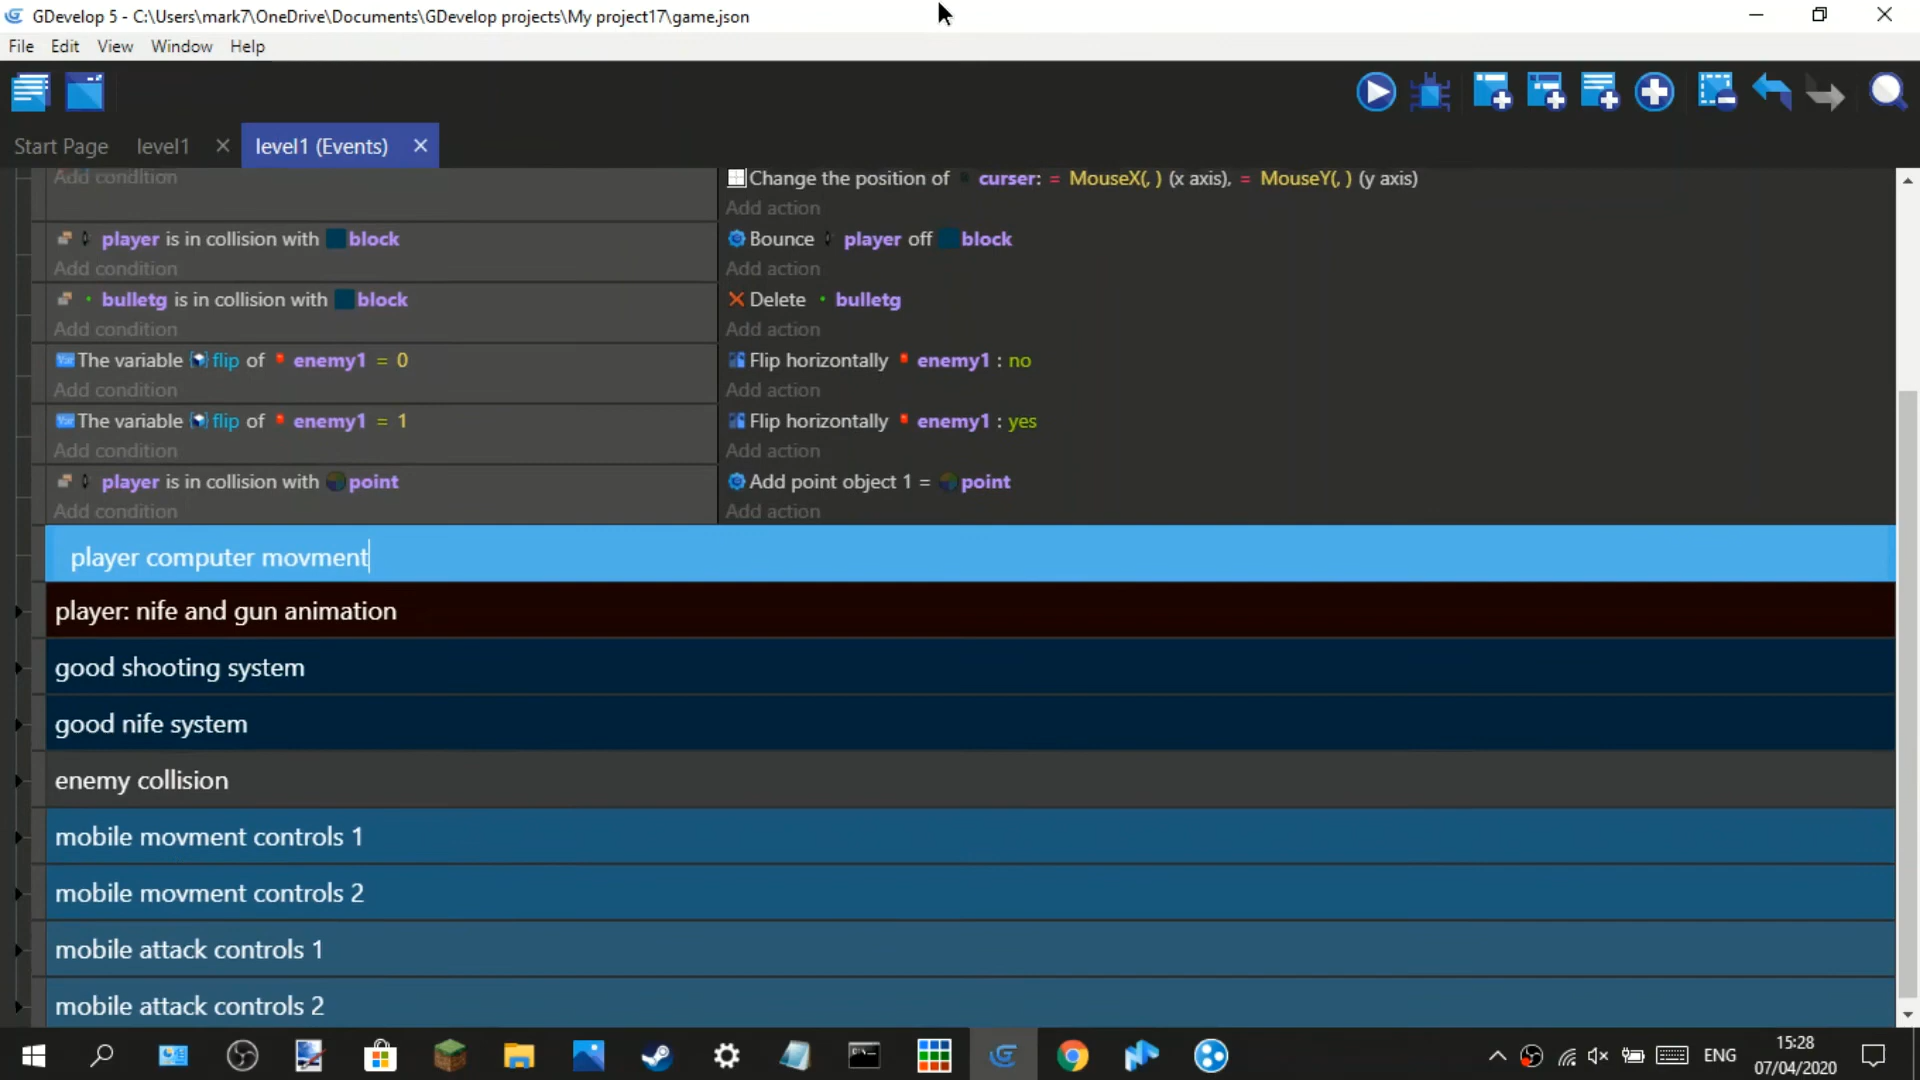 GDevelop 5 - C:\Users\mark7\OneDrive\Documents\GDevelop projects\My project17\game.json
File Edit View Window Help
Start Page level1 level1 (Events)
Add condition
Change the position of curser: = MouseX(, ) (x axis), = MouseY(, ) (y axis)
Add action
player is in collision with block
Bounce player off block
Add condition
Add action
bulletg is in collision with block
Delete bulletg
Add condition
Add action
The variable flip of enemy1 = 0
Flip horizontally enemy1 : no
Add condition
Add action
The variable flip of enemy1 = 1
Flip horizontally enemy1 : yes
Add condition
Add action
player is in collision with point
Add point object 1 = point
Add condition
Add action
player computer movment
player: nife and gun animation
good shooting system
good nife system
enemy collision
mobile movment controls 1
mobile movment controls 2
mobile attack controls 1
mobile attack controls 2
ENG
15:28
07/04/2020